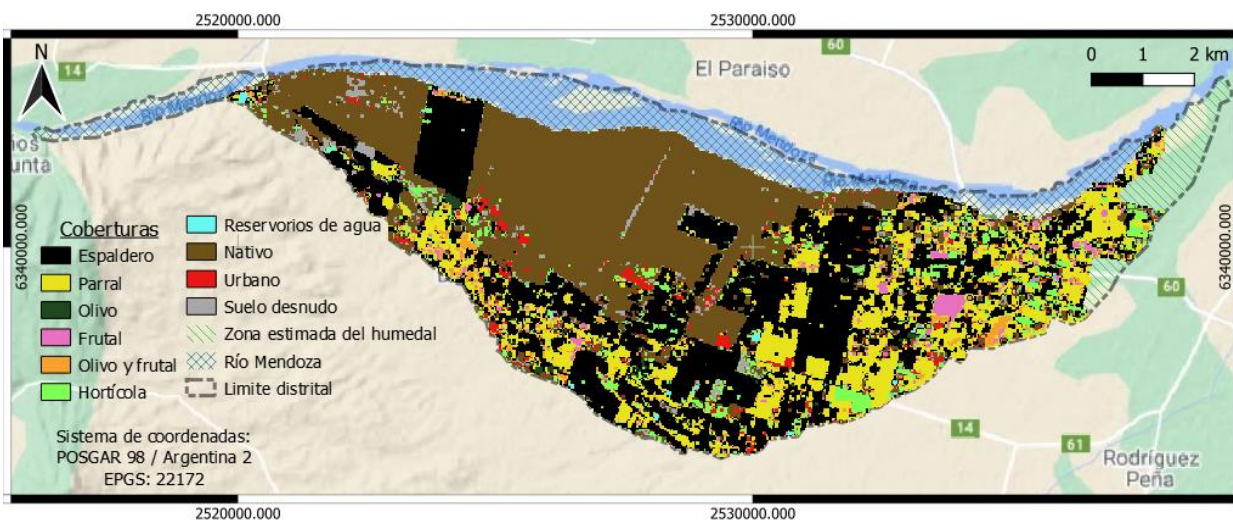 2520000.000
2530000.000
N
14
60
El Paraiso
0 1 2 km
Río Mendoza
Río Mendoza
unta
6340000.000
6340000.000
Coberturas
Espaldero
Parral
Olivo
Frutal
Olivo y frutal
Hortícola
Reservorios de agua
Nativo
Urbano
Suelo desnudo
Zona estimada del humedal
Río Mendoza
Limite distrital
60
Sistema de coordenadas:
POSGAR 98 / Argentina 2
EPGS: 22172
14
61
Rodríguez
Peña
2520000.000
2530000.000